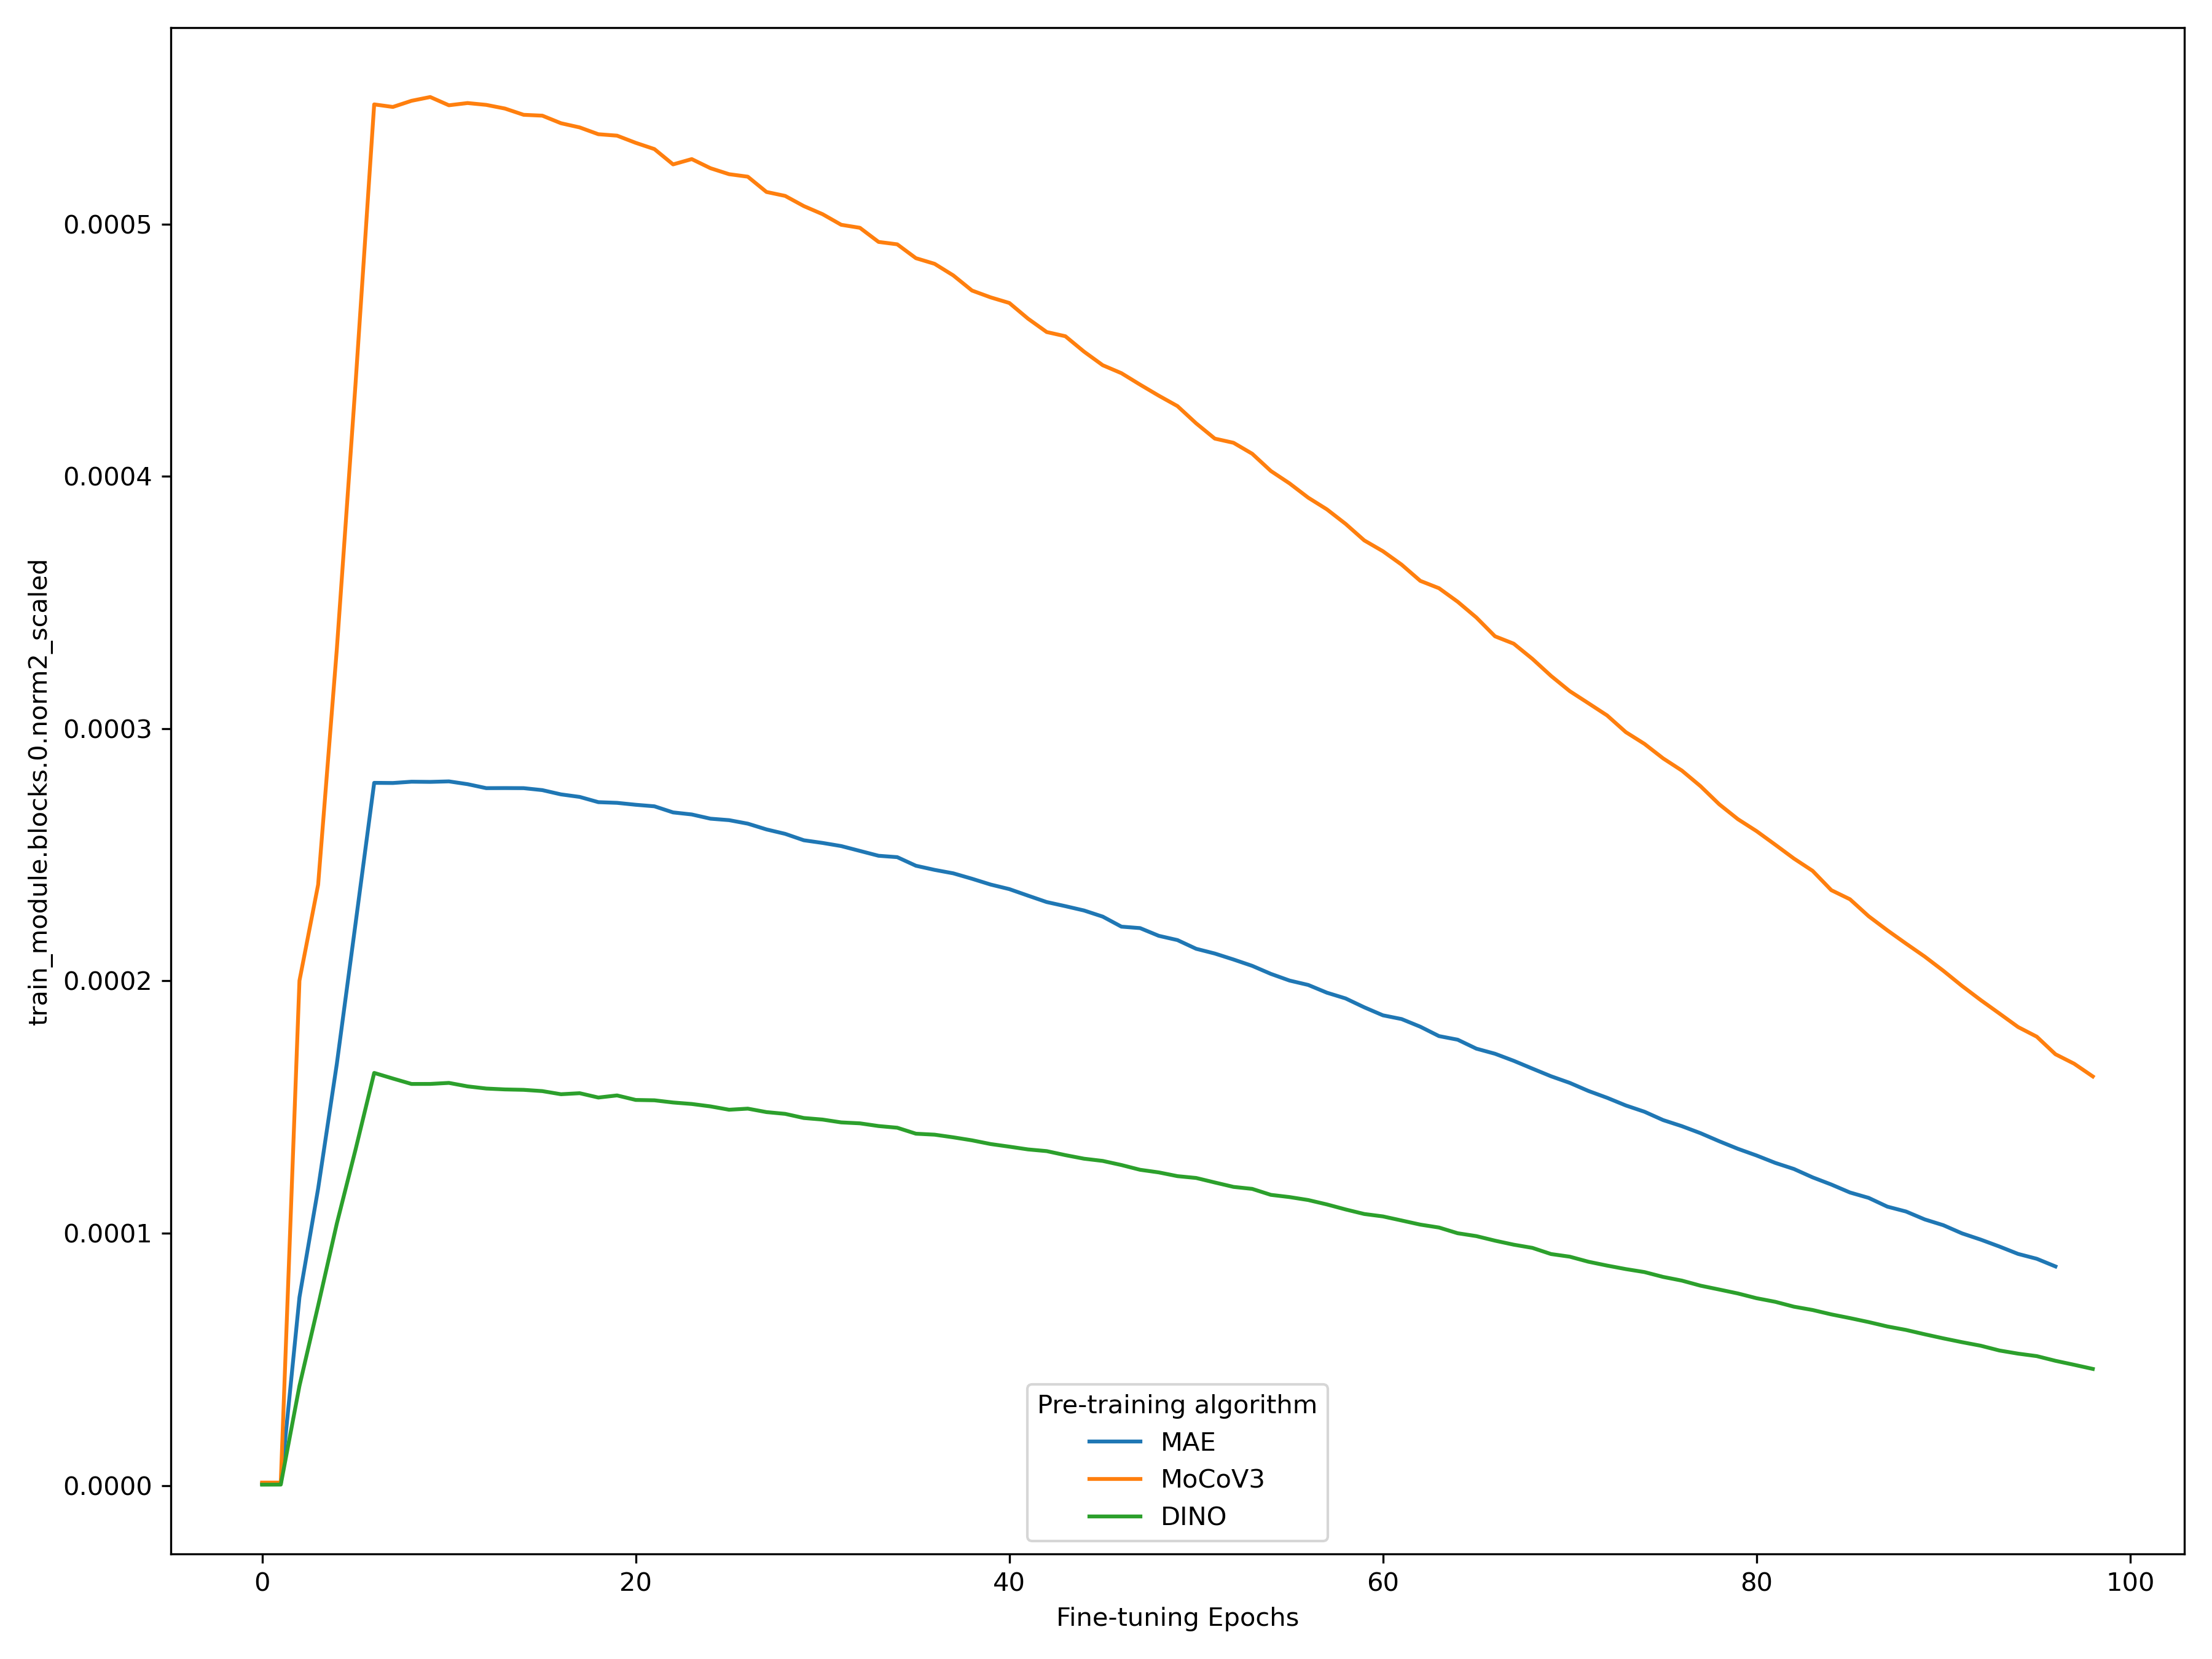 train_module.blocks.0.norm2_scaled
0.0005
0.0004
0.0003
0.0002
0.0001
0.0000
Pre-training algorithm
MAE
MoCoV3
DINO
0 20 40 60 80 100
Fine-tuning Epochs